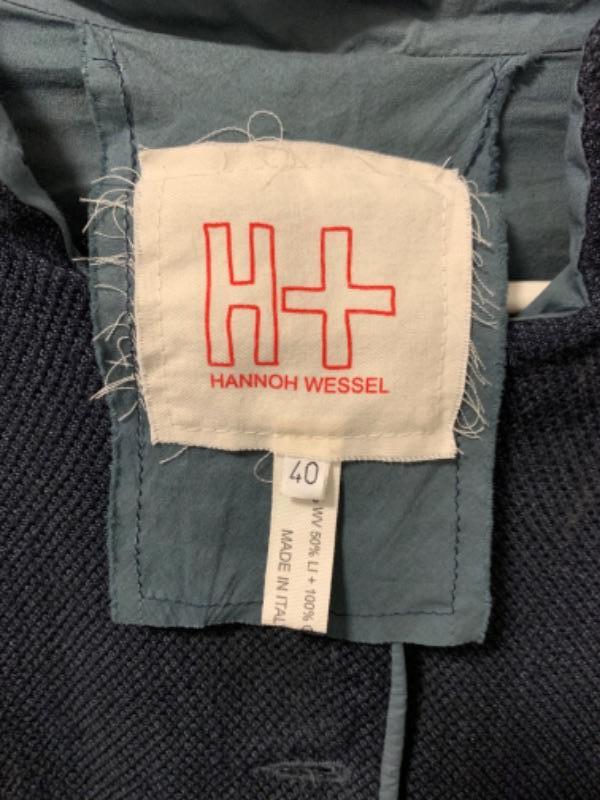 H+
HANNOH WESSEL
40
WV 50% LI + 100%
MADE IN